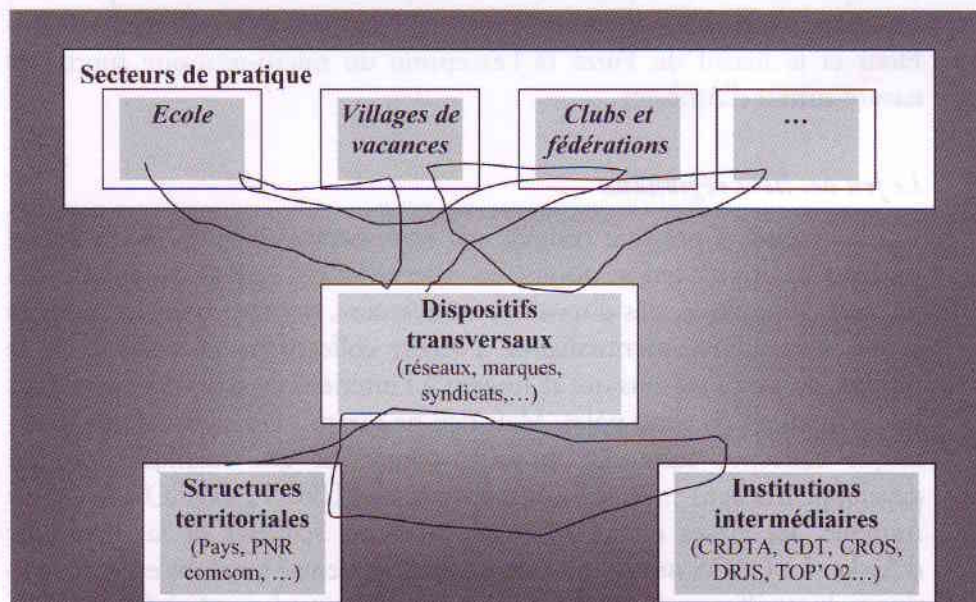 Secteurs de pratique
Ecole
Villages de
vacances
Clubs et
fédérations
...
Dispositifs
transversaux
(réseaux, marques,
syndicats,...)
Structures
territoriales
(Pays, PNR
comcom, ...)
Institutions
intermédiaires
(CRDTA, CDT, CROS,
DRJS, TOP'O2...)